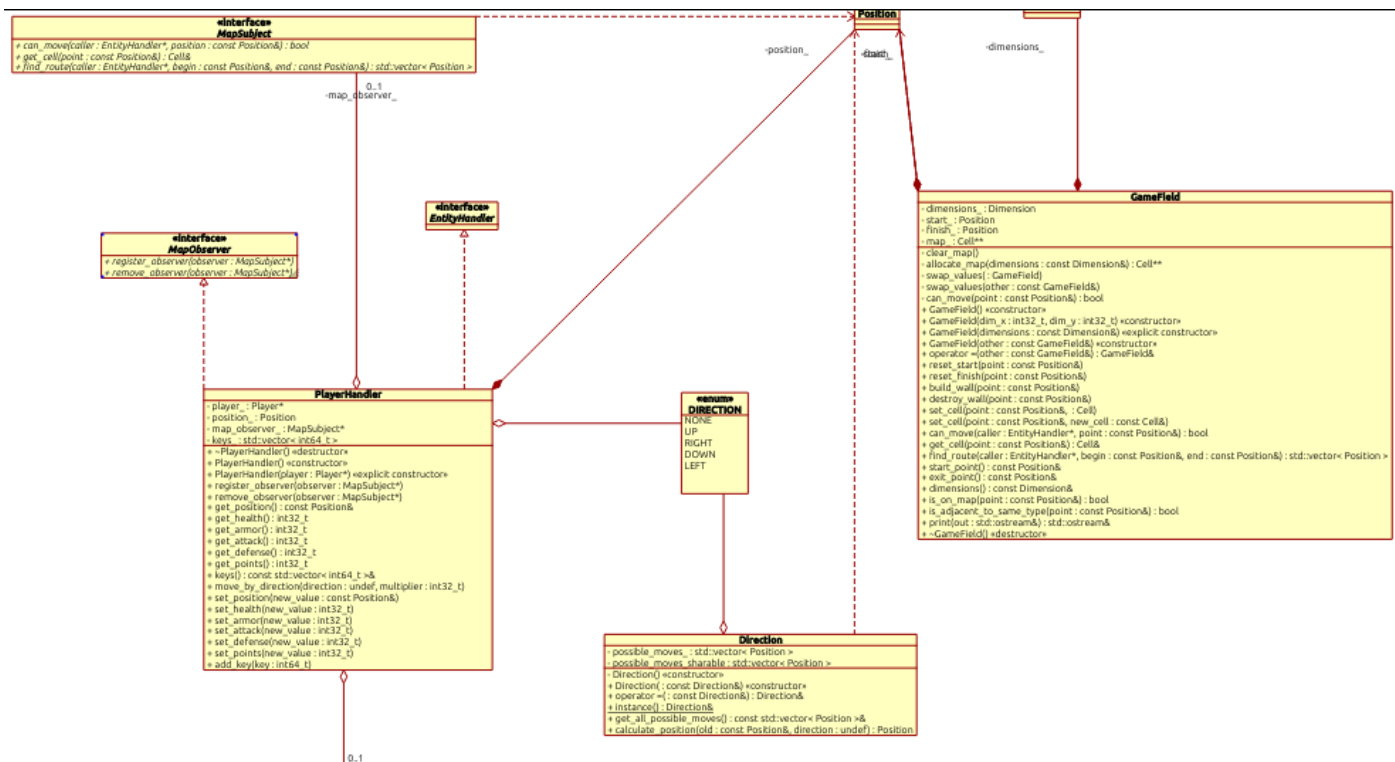 «interface»
MapSubject
+ can_move(caller : EntityHandler*, position : const Position&) : bool
+ get_cell(point : const Position&) : Cell&
+ find_route(caller : EntityHandler*, begin : const Position&, end : const Position&) : std::vector< Position >
Position
-position_
-dimensions_
0..1
-map_observer_
«interface»
EntityHandler
«interface»
MapObserver
+ register_observer(observer : MapSubject*)
+ remove_observer(observer : MapSubject*)
GameField
- dimensions_ : Dimension
- start_ : Position
- finish_ : Position
- map_ : Cell**
- clear_map()
- allocate_map(dimensions : const Dimension&) : Cell**
- swap_values( : GameField)
- swap_values(other : const GameField&)
- can_move(point : const Position&) : bool
+ GameField() «constructor»
+ GameField(dim_x : int32_t, dim_y : int32_t) «constructor»
+ GameField(dimensions : const Dimension&) «explicit constructor»
+ GameField(other : const GameField&) «constructor»
+ operator =(other : const GameField&) : GameField&
+ reset_start(point : const Position&)
+ reset_finish(point : const Position&)
+ build_wall(point : const Position&)
+ destroy_wall(point : const Position&)
+ set_cell(point : const Position&, : Cell)
+ set_cell(point : const Position&, new_cell : const Cell&)
+ can_move(caller : EntityHandler*, point : const Position&) : bool
+ get_cell(point : const Position&) : Cell&
+ find_route(caller : EntityHandler*, begin : const Position&, end : const Position&) : std::vector< Position >
+ start_point() : const Position&
+ exit_point() : const Position&
+ dimensions() : const Dimension&
+ is_on_map(point : const Position&) : bool
+ is_adjacent_to_same_type(point : const Position&) : bool
+ print(out : std::ostream&) : std::ostream&
+ ~GameField() «destructor»
PlayerHandler
- player_ : Player*
- position_ : Position
- map_observer_ : MapSubject*
- keys_ : std::vector< int64_t >
+ ~PlayerHandler() «destructor»
+ PlayerHandler() «constructor»
+ PlayerHandler(player : Player*) «explicit constructor»
+ register_observer(observer : MapSubject*)
+ remove_observer(observer : MapSubject*)
+ get_position() : const Position&
+ get_health() : int32_t
+ get_armor() : int32_t
+ get_attack() : int32_t
+ get_defense() : int32_t
+ get_points() : int32_t
+ keys() : const std::vector< int64_t >&
+ move_by_direction(direction : undef, multiplier : int32_t)
+ set_position(new_value : const Position&)
+ set_health(new_value : int32_t)
+ set_armor(new_value : int32_t)
+ set_attack(new_value : int32_t)
+ set_defense(new_value : int32_t)
+ set_points(new_value : int32_t)
+ add_key(key : int64_t)
«enum»
DIRECTION
NONE
UP
RIGHT
DOWN
LEFT
Direction
- possible_moves_ : std::vector< Position >
- possible_moves_sharable : std::vector< Position >
- Direction() «constructor»
+ Direction( : const Direction&) «constructor»
+ operator =( : const Direction&) : Direction&
+ instance() : Direction&
+ get_all_possible_moves() : const std::vector< Position >&
+ calculate_position(old : const Position&, direction : undef) : Position
0..1